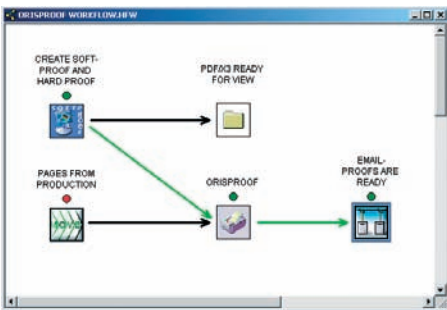 ORISPROOF-WORKFLOW.HFW
CREATE SOFT-
PROOF AND
HARD PROOF
PDF/X3 READY
FOR VIEW
PAGES FROM
PRODUCTION
ORISPROOF
EMAIL-
PROOFS ARE
READY